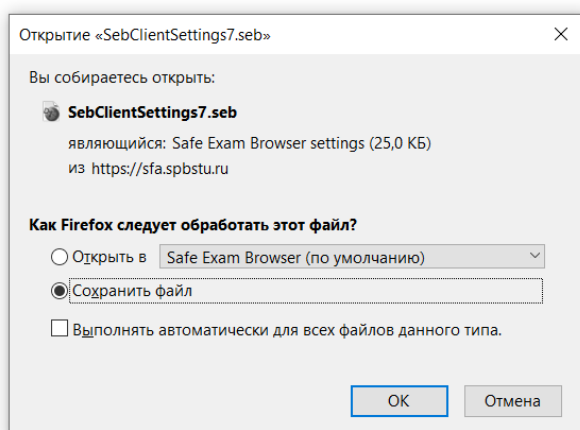 Открытие «SebClientSettings7.seb»
Вы собираетесь открыть:
SebClientSettings7.seb
являющийся: Safe Exam Browser settings (25,0 КБ)
из https://sfa.spbstu.ru
Как Firefox следует обработать этот файл?
Открыть в Safe Exam Browser (по умолчанию)
Сохранить файл
Выполнять автоматически для всех файлов данного типа.
ОК Отмена